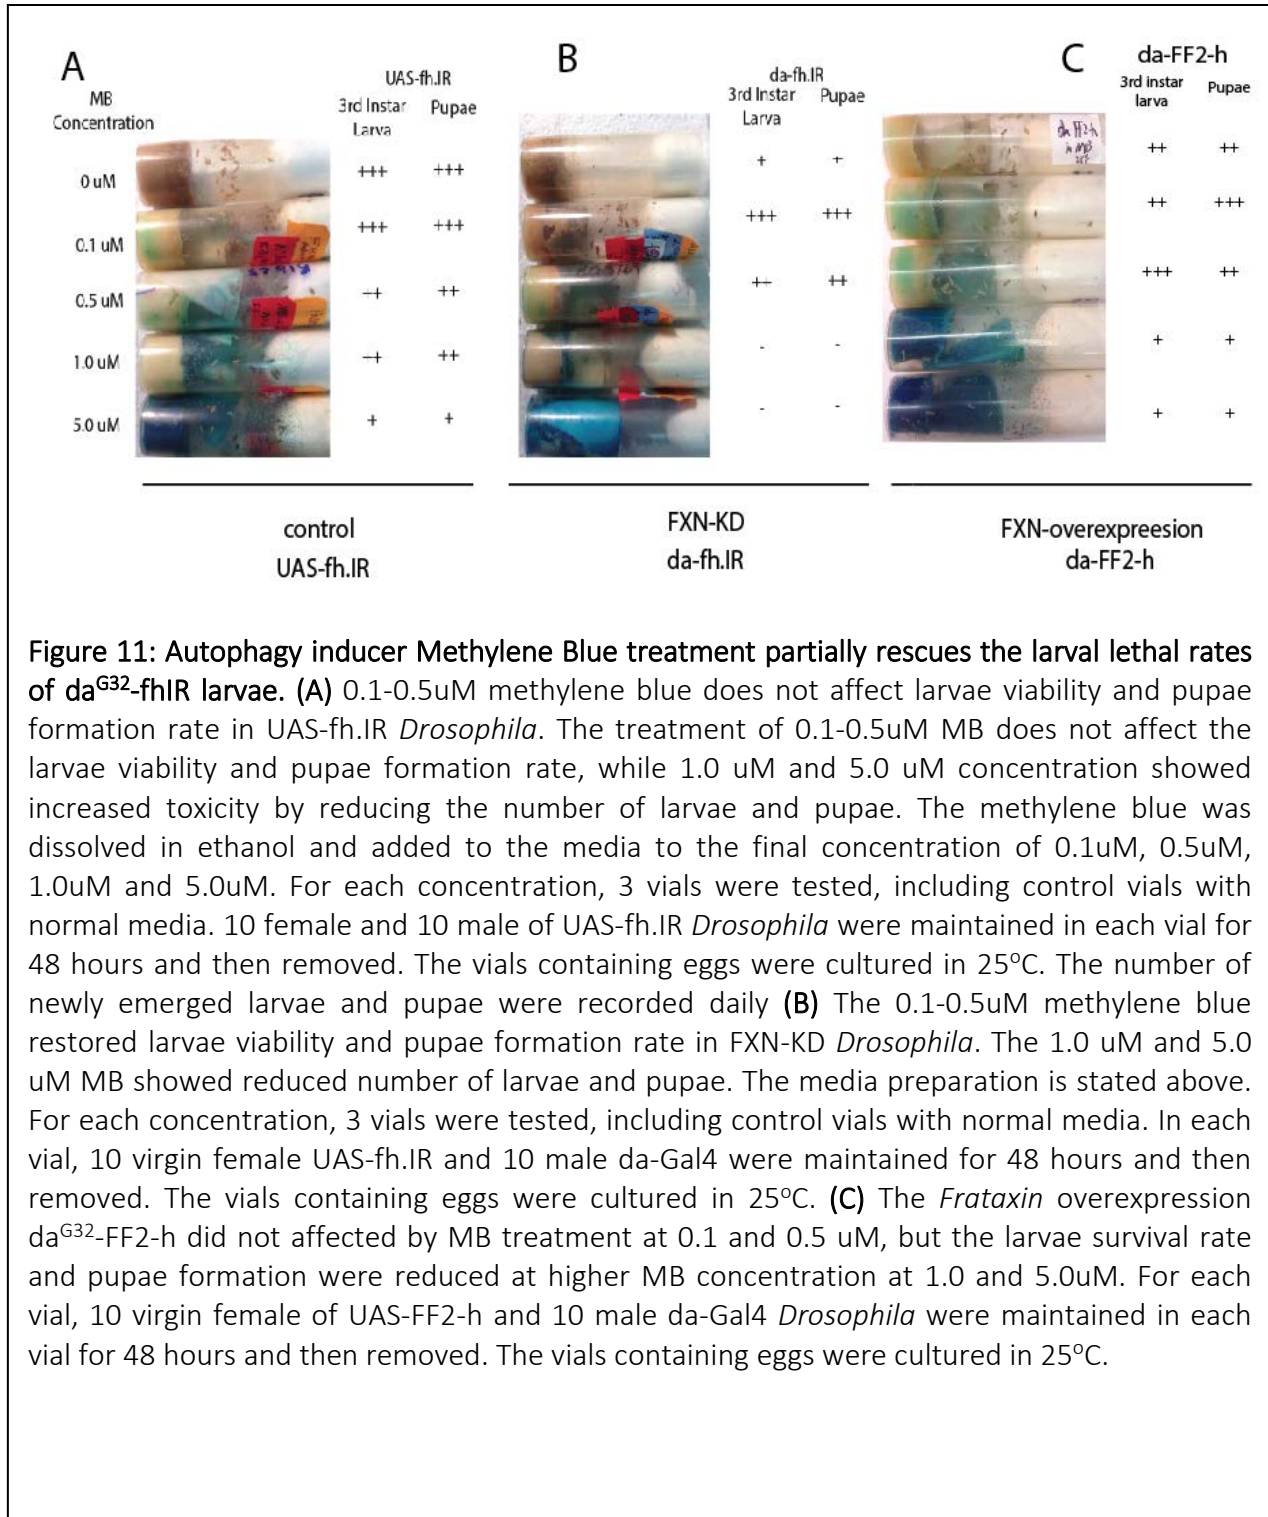 A
B
C
MB
Concentration
UAS-fh.IR
3rd Instar
Larva
Pupae
0 uM
+++ +++
0.1 uM
+++ +++
0.5 uM
++ ++
1.0 uM
++ ++
5.0 uM
+ +
control
UAS-fh.IR
da-fh.IR
3rd Instar
Larva
Pupae
+ +
+++ +++
++ ++
- -
- -
FXN-KD
da-fh.IR
da-FF2-h
3rd instar
larva
Pupae
da FF2-h
in MB
++ ++
++ +++
+++ ++
+ +
+ +
FXN-overexpreesion
da-FF2-h
Figure 11: Autophagy inducer Methylene Blue treatment partially rescues the larval lethal rates
of daG32-fhIR larvae. (A) 0.1-0.5uM methylene blue does not affect larvae viability and pupae
formation rate in UAS-fh.IR Drosophila. The treatment of 0.1-0.5uM MB does not affect the
larvae viability and pupae formation rate, while 1.0 uM and 5.0 uM concentration showed
increased toxicity by reducing the number of larvae and pupae. The methylene blue was
dissolved in ethanol and added to the media to the final concentration of 0.1uM, 0.5uM,
1.0uM and 5.0uM. For each concentration, 3 vials were tested, including control vials with
normal media. 10 female and 10 male of UAS-fh.IR Drosophila were maintained in each vial for
48 hours and then removed. The vials containing eggs were cultured in 25oC. The number of
newly emerged larvae and pupae were recorded daily (B) The 0.1-0.5uM methylene blue
restored larvae viability and pupae formation rate in FXN-KD Drosophila. The 1.0 uM and 5.0
uM MB showed reduced number of larvae and pupae. The media preparation is stated above.
For each concentration, 3 vials were tested, including control vials with normal media. In each
vial, 10 virgin female UAS-fh.IR and 10 male da-Gal4 were maintained for 48 hours and then
removed. The vials containing eggs were cultured in 25oC. (C) The Frataxin overexpression
daG32-FF2-h did not affected by MB treatment at 0.1 and 0.5 uM, but the larvae survival rate
and pupae formation were reduced at higher MB concentration at 1.0 and 5.0uM. For each
vial, 10 virgin female of UAS-FF2-h and 10 male da-Gal4 Drosophila were maintained in each
vial for 48 hours and then removed. The vials containing eggs were cultured in 25oC.